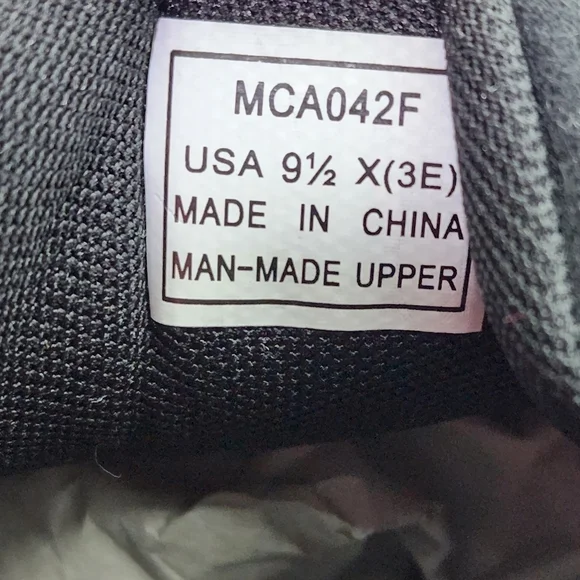 MCA042F
USA 9½ X(3E)
MADE IN CHINA
MAN-MADE UPPER